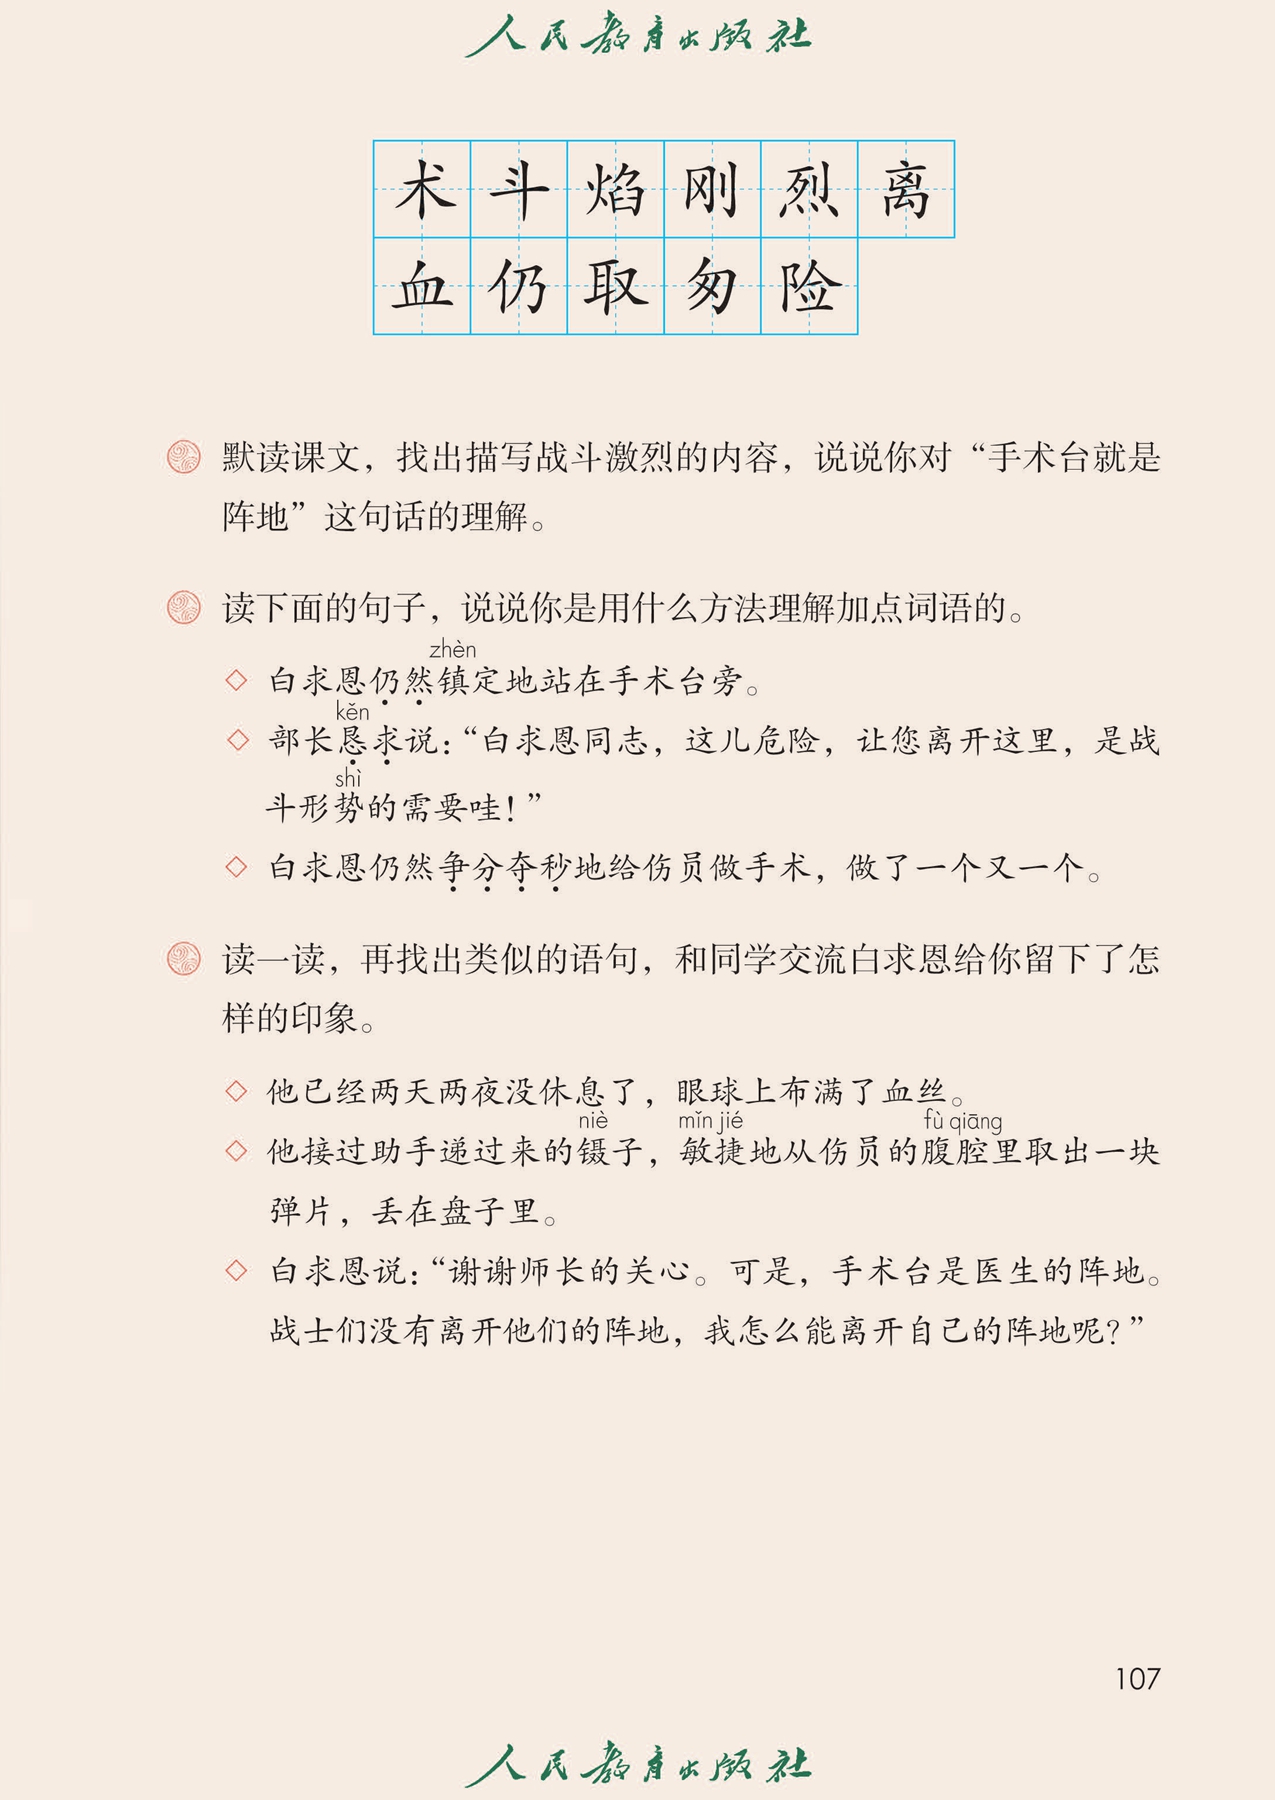 人民教育出版社
术斗焰刚烈离
血仍取匆险
默读课文，找出描写战斗激烈的内容，说说你对“手术台就是
阵地”这句话的理解。
读下面的句子，说说你是用什么方法理解加点词语的。
zhèn
白求恩仍然镇定地站在手术台旁。
kěn
部长恳求说：“白求恩同志，这儿危险，让您离开这里，是战
shì
斗形势的需要哇！”
白求恩仍然争分夺秒地给伤员做手术，做了一个又一个。
读一读，再找出类似的语句，和同学交流白求恩给你留下了怎
样的印象。
他已经两天两夜没休息了，眼球上布满了血丝。
niè mǐn jié fù qiāng
他接过助手递过来的镊子，敏捷地从伤员的腹腔里取出一块
弹片，丢在盘子里。
白求恩说：“谢谢师长的关心。可是，手术台是医生的阵地。
战士们没有离开他们的阵地，我怎么能离开自己的阵地呢？”
107
人民教育出版社